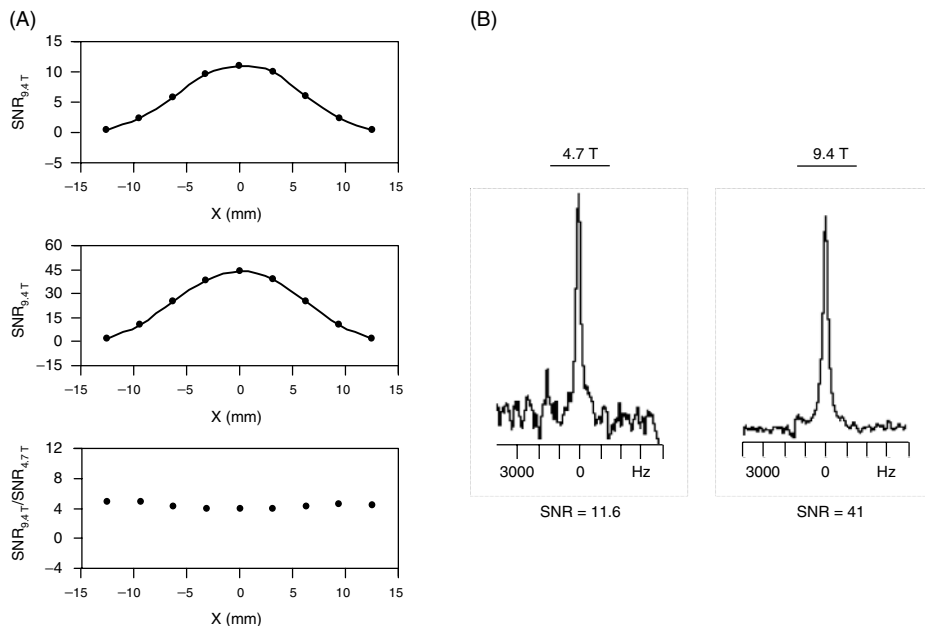 (A)
SNR9.4 T
15
10
5
0
−5
−15 −10 −5 0 5 10 15
X (mm)
SNR9.4 T
60
45
30
15
0
−15
−15 −10 −5 0 5 10 15
X (mm)
SNR9.4 T/SNR4.7 T
12
8
4
0
−4
−15 −10 −5 0 5 10 15
X (mm)
(B)
4.7 T
3000 0 Hz
SNR = 11.6
9.4 T
3000 0 Hz
SNR = 41